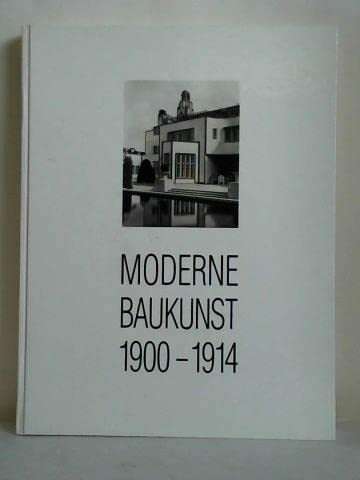 MODERNE
BAUKUNST
1900 – 1914